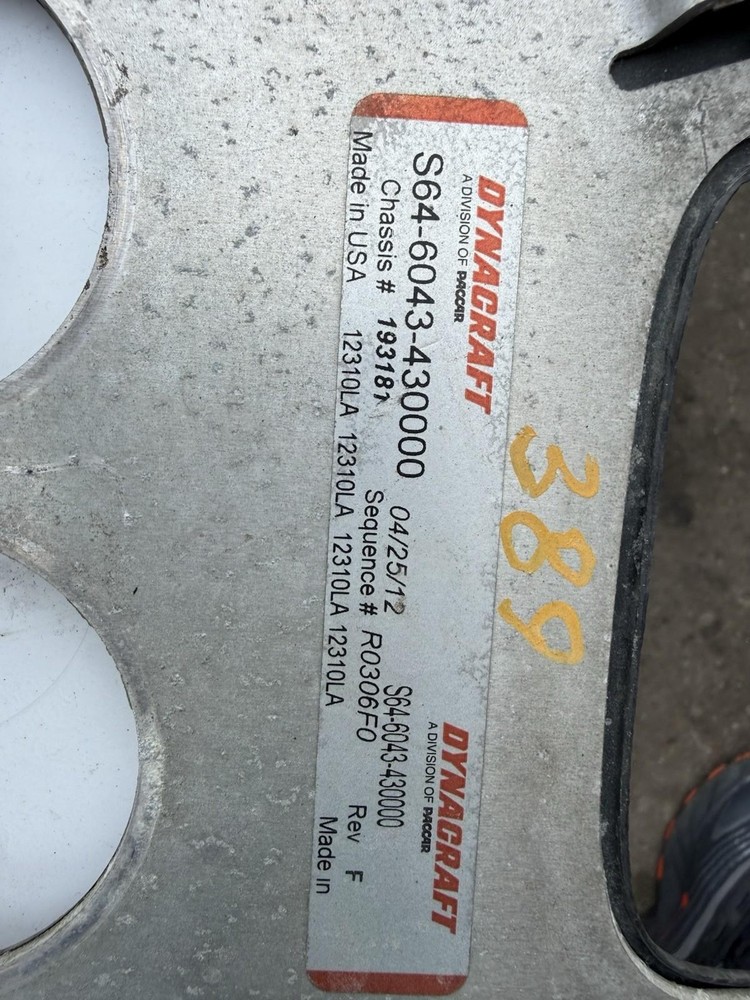 DYNACRAFT
A DIVISION OF PACCAR
S64-6043-430000 04/25/12
Chassis # 193181 Sequence # R0306F0
Made in USA 12310LA 12310LA 12310LA 12310LA
DYNACRAFT
A DIVISION OF PACCAR
S64-6043-430000
Rev F
Made in
389